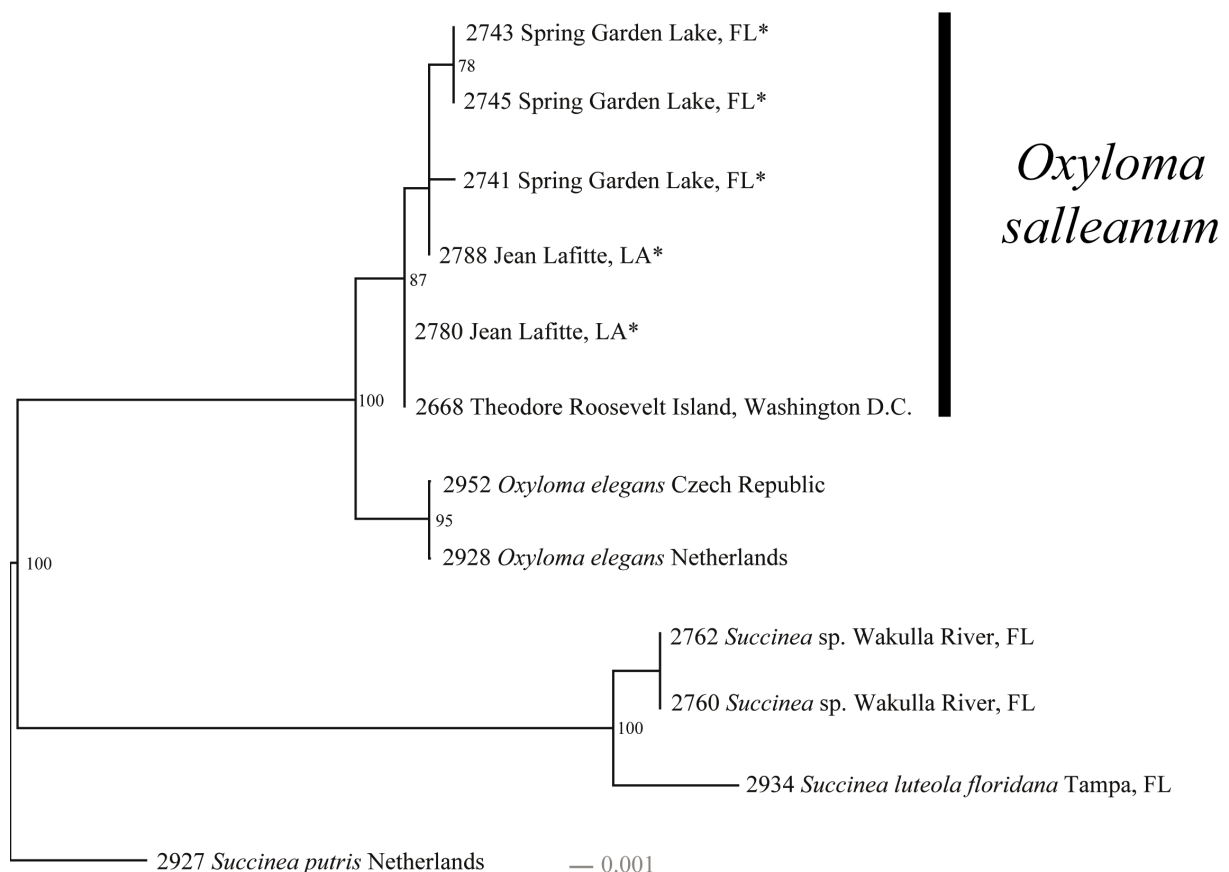 2743 Spring Garden Lake, FL*
78
2745 Spring Garden Lake, FL*
2741 Spring Garden Lake, FL*
Oxyloma
salleanum
2788 Jean Lafitte, LA*
87
2780 Jean Lafitte, LA*
100
2668 Theodore Roosevelt Island, Washington D.C.
2952 Oxyloma elegans Czech Republic
95
2928 Oxyloma elegans Netherlands
100
2762 Succinea sp. Wakulla River, FL
2760 Succinea sp. Wakulla River, FL
100
2934 Succinea luteola floridana Tampa, FL
2927 Succinea putris Netherlands
0.001